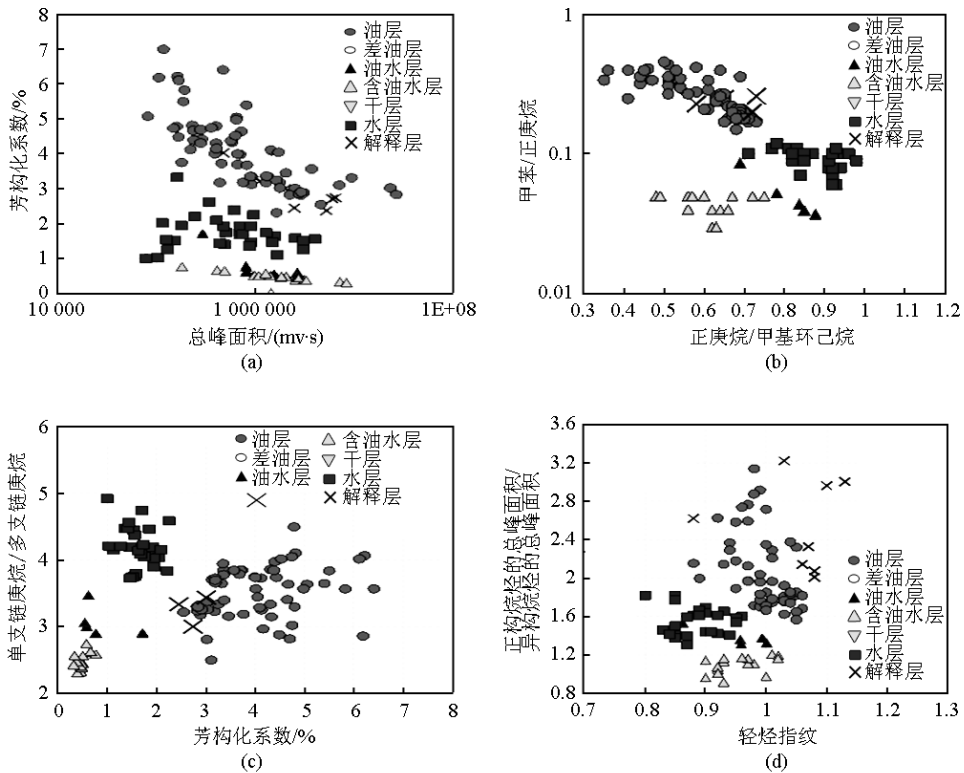 8
7
6
5
4
3
2
1
0
芳构化系数/%
油层
差油层
油水层
含油水层
干层
水层
解释层
10 000
1 000 000
1E+08
总峰面积/(mv·s)
(a)
1
0.1
0.01
甲苯/正庚烷
油层
差油层
油水层
含油水层
干层
水层
解释层
0.3 0.4 0.5 0.6 0.7 0.8 0.9 1 1.1 1.2
正庚烷/甲基环己烷
(b)
6
5
4
3
2
单支链庚烷/多支链庚烷
油层
差油层
油水层
含油水层
干层
水层
解释层
0 1 2 3 4 5 6 7 8
芳构化系数/%
(c)
3.6
3.2
2.8
2.4
2
1.6
1.2
0.8
正构烷烃的总峰面积/
异构烷烃的总峰面积
油层
差油层
油水层
含油水层
干层
水层
解释层
0.7 0.8 0.9 1 1.1 1.2 1.3
轻烃指纹
(d)